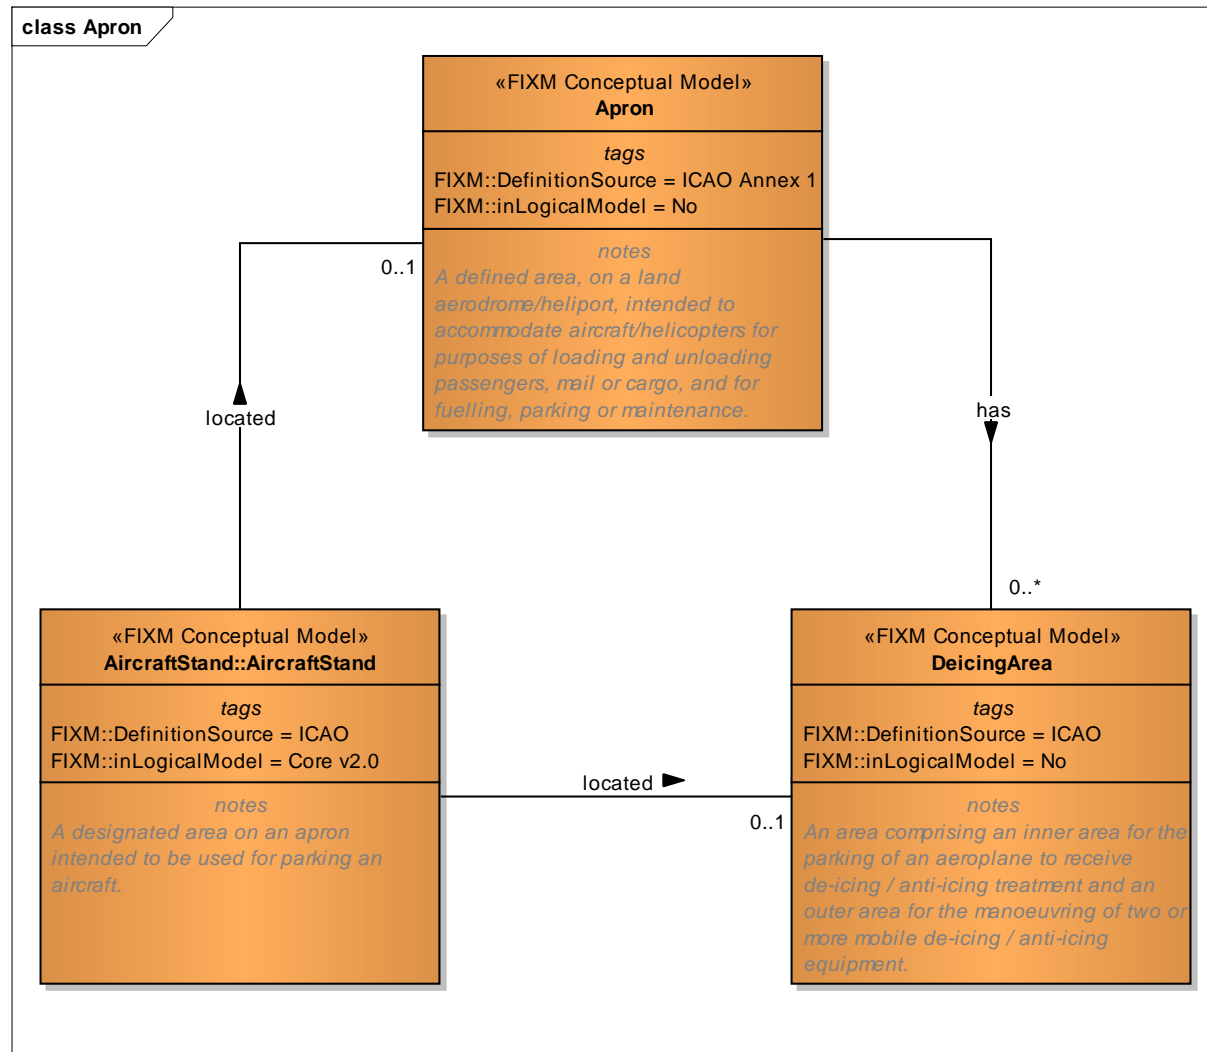 class Apron
«FIXM Conceptual Model»
Apron
tags
FIXM::DefinitionSource = ICAO Annex 1
FIXM::inLogicalModel = No
notes
A defined area, on a land
aerodrome/heliport, intended to
accommodate aircraft/helicopters for
purposes of loading and unloading
passengers, mail or cargo, and for
fuelling, parking or maintenance.
0..1
located
has
0..*
«FIXM Conceptual Model»
AircraftStand::AircraftStand
tags
FIXM::DefinitionSource = ICAO
FIXM::inLogicalModel = Core v2.0
notes
A designated area on an apron
intended to be used for parking an
aircraft.
located
0..1
«FIXM Conceptual Model»
DeicingArea
tags
FIXM::DefinitionSource = ICAO
FIXM::inLogicalModel = No
notes
An area comprising an inner area for the
parking of an aeroplane to receive
de-icing / anti-icing treatment and an
outer area for the manoeuvring of two or
more mobile de-icing / anti-icing
equipment.